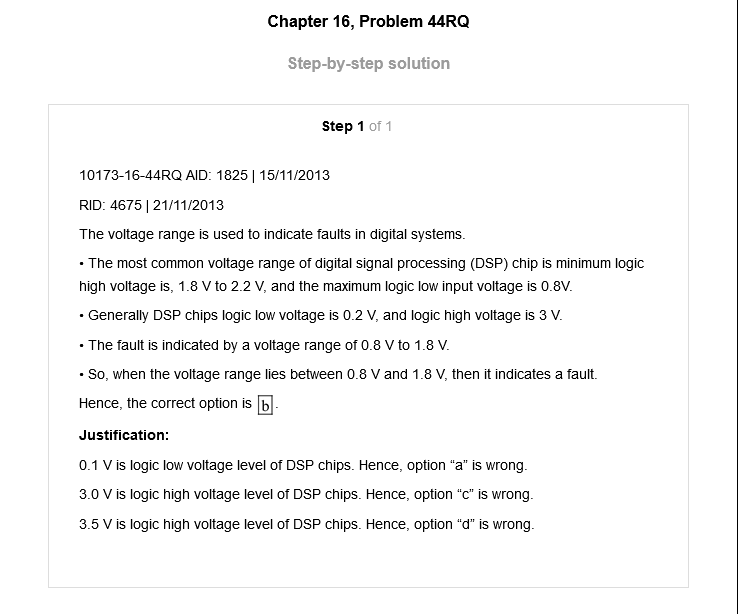 Chapter 16, Problem 44RQ
Step-by-step solution
Step 1 of 1
10173-16-44RQ AID: 1825 | 15/11/2013
RID: 4675 | 21/11/2013
The voltage range is used to indicate faults in digital systems.
• The most common voltage range of digital signal processing (DSP) chip is minimum logic
high voltage is, 1.8 V to 2.2 V, and the maximum logic low input voltage is 0.8V.
• Generally DSP chips logic low voltage is 0.2 V, and logic high voltage is 3 V.
• The fault is indicated by a voltage range of 0.8 V to 1.8 V.
• So, when the voltage range lies between 0.8 V and 1.8 V, then it indicates a fault.
Hence, the correct option is b.
Justification:
0.1 V is logic low voltage level of DSP chips. Hence, option “a” is wrong.
3.0 V is logic high voltage level of DSP chips. Hence, option “c” is wrong.
3.5 V is logic high voltage level of DSP chips. Hence, option “d” is wrong.